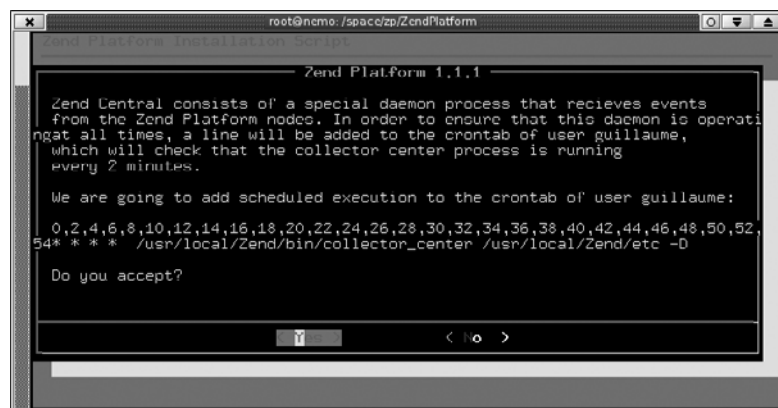 root@nemo:/space/zp/ZendPlatform
Zend Platform Installation Script
Zend Platform 1.1.1
Zend Central consists of a special daemon process that recieves events
from the Zend Platform nodes. In order to ensure that this daemon is operati
ngat all times, a line will be added to the crontab of user guillaume,
which will check that the collector center process is running
every 2 minutes.
We are going to add scheduled execution to the crontab of user guillaume:
0,2,4,6,8,10,12,14,16,18,20,22,24,26,28,30,32,34,36,38,40,42,44,46,48,50,52,
54* * * *  /usr/local/Zend/bin/collector_center /usr/local/Zend/etc -D
Do you accept?
< Yes > < No >